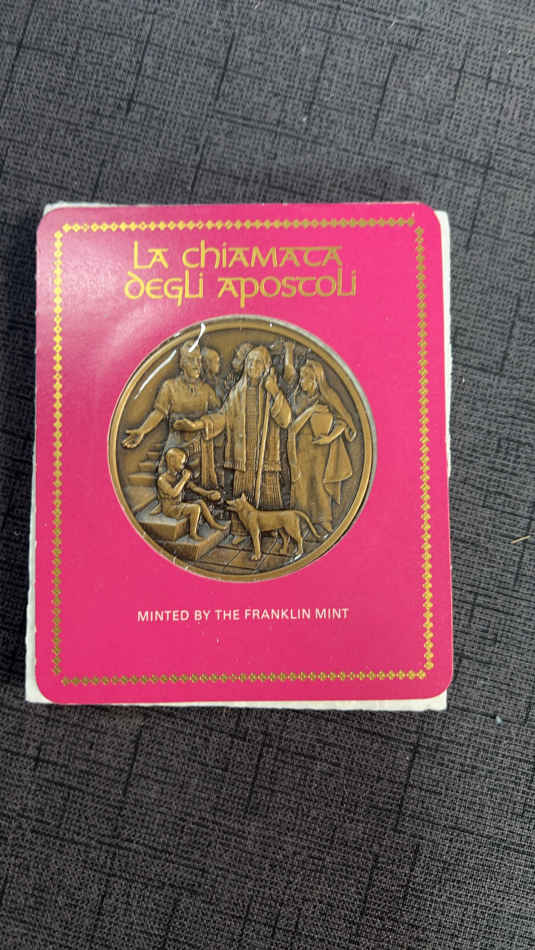 La chiamata
degli apostoli
MINTED BY THE FRANKLIN MINT